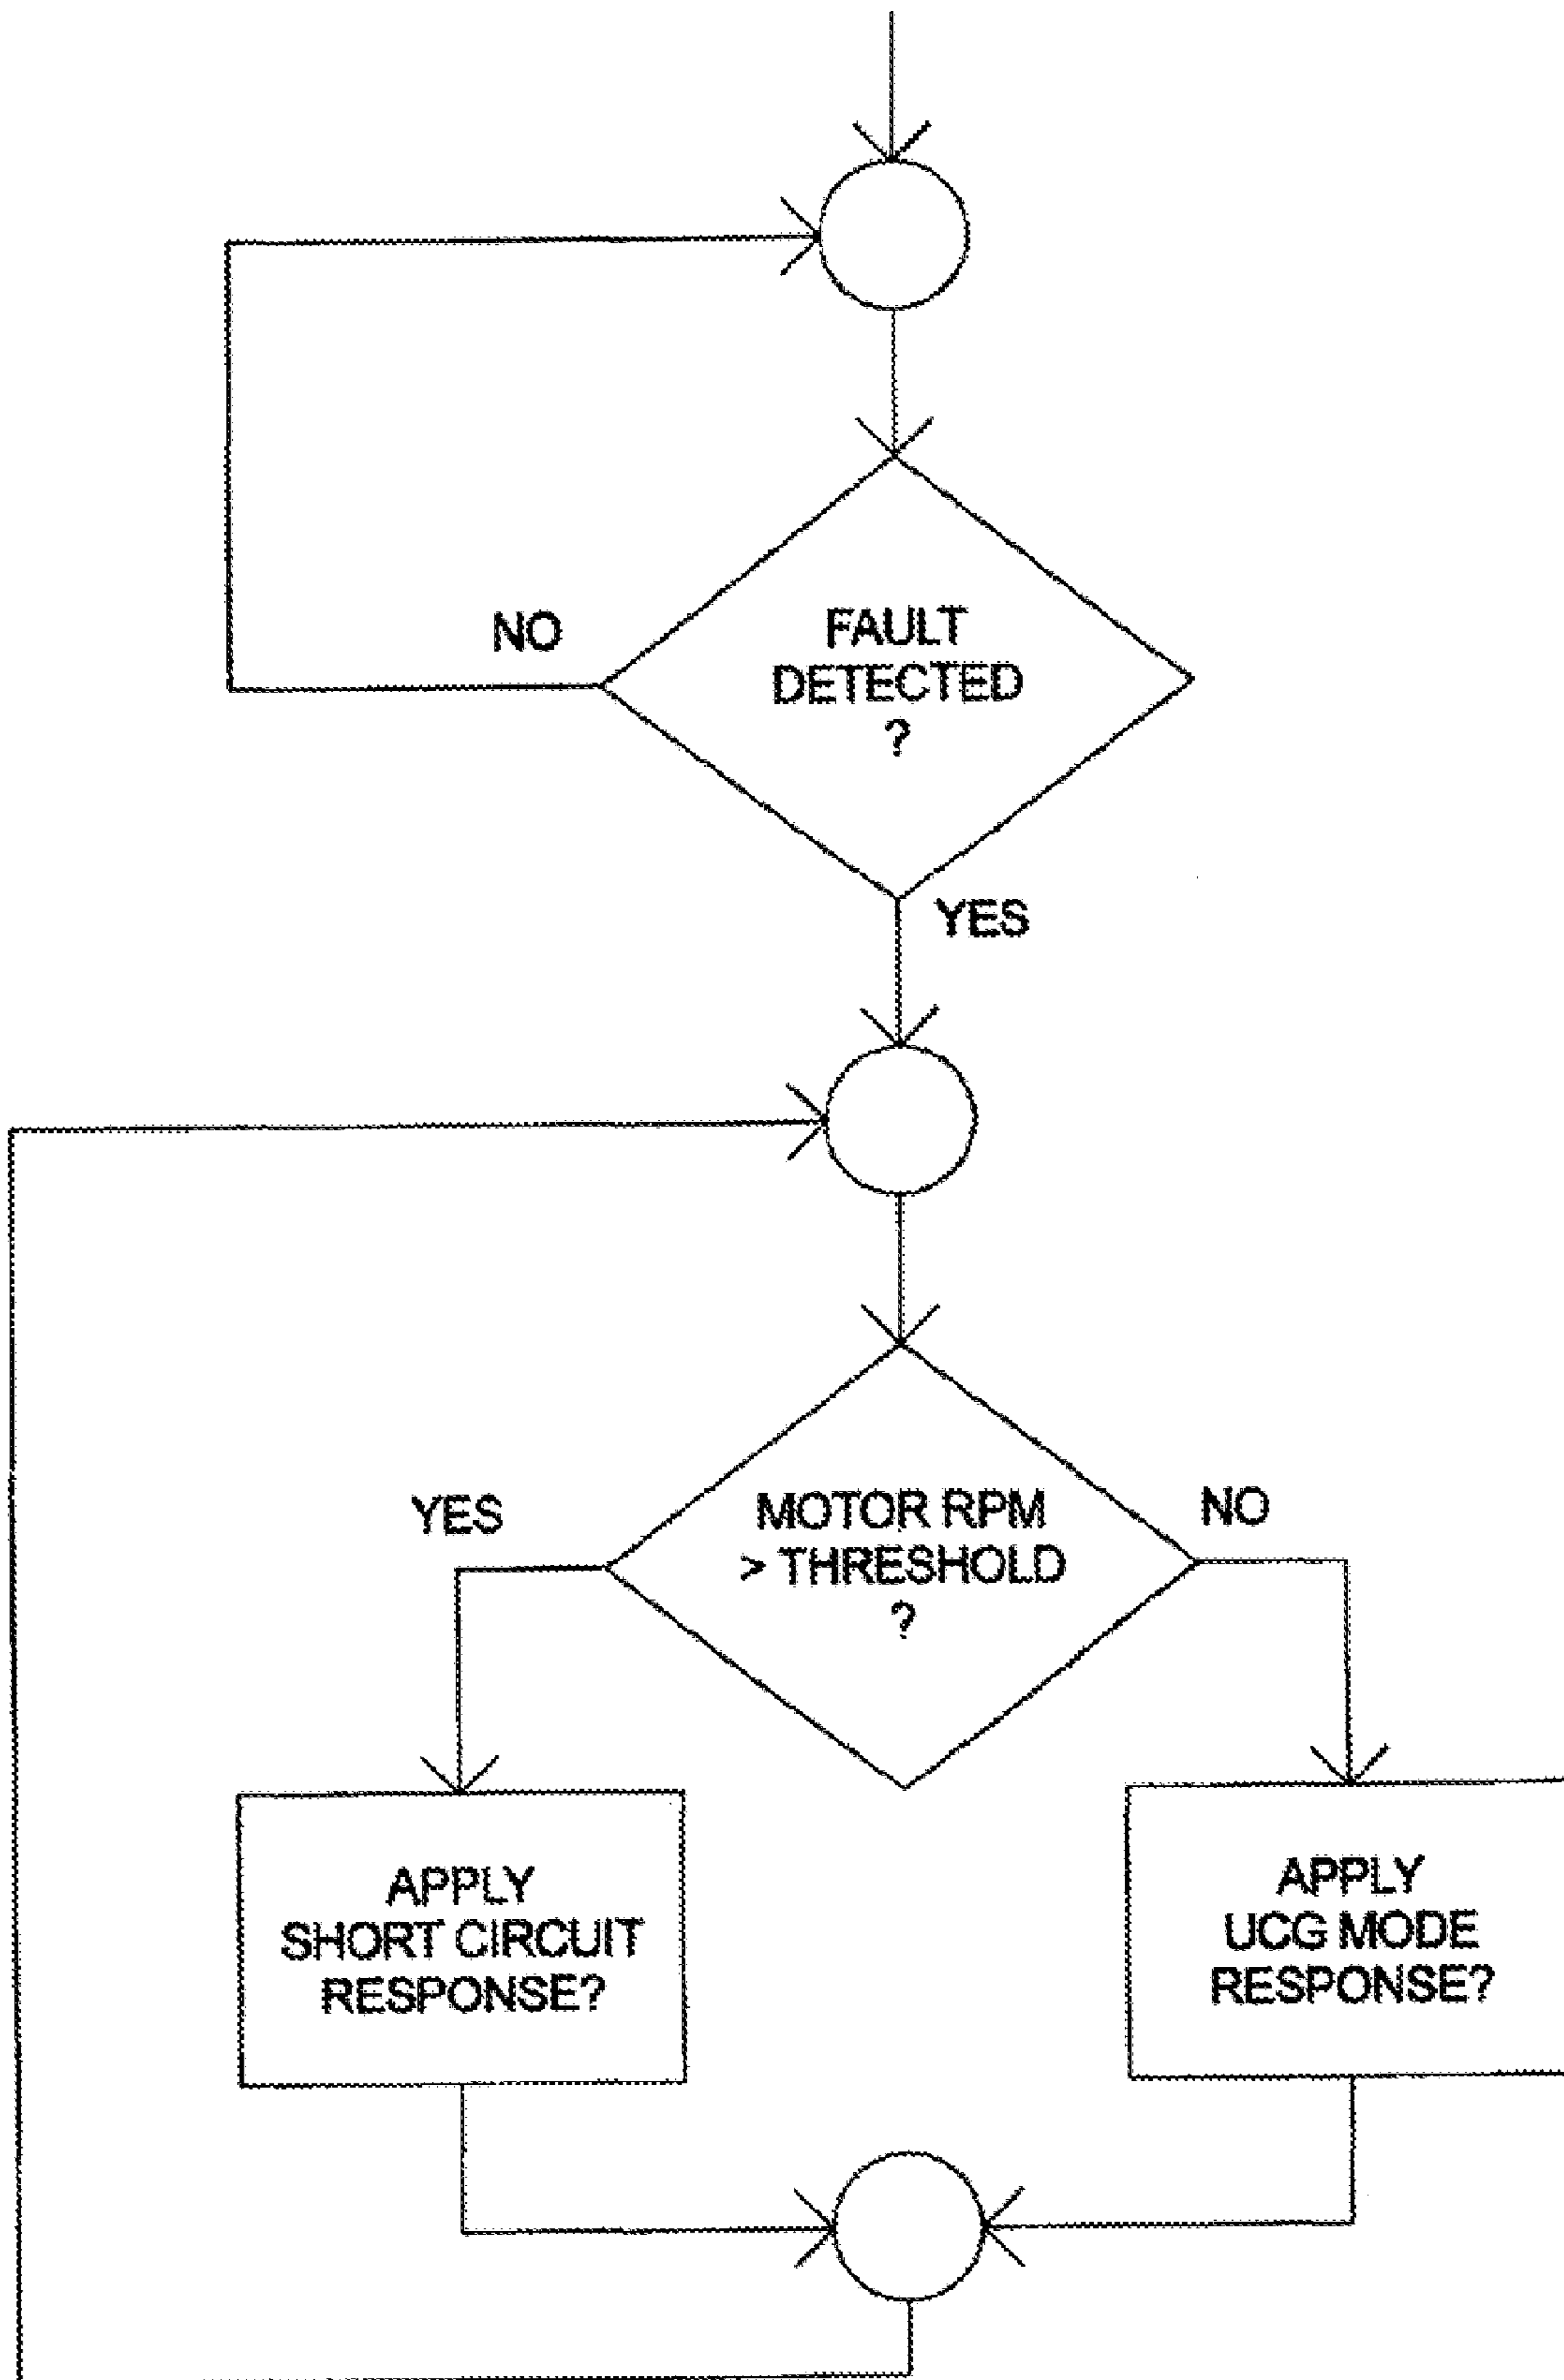 NO
FAULT
DETECTED
?
YES
YES
MOTOR RPM
> THRESHOLD
?
NO
APPLY
SHORT CIRCUIT
RESPONSE?
APPLY
UCG MODE
RESPONSE?